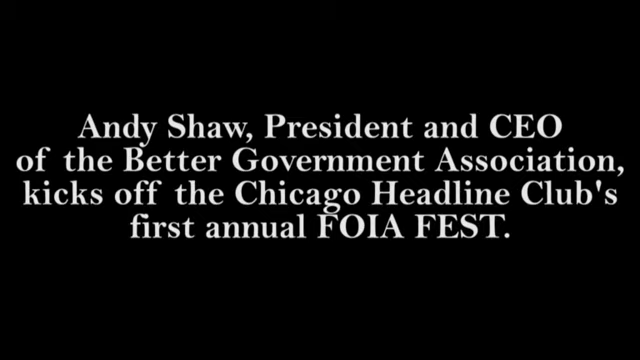 Andy Shaw, President and CEO
of the Better Government Association,
kicks off the Chicago Headline Club's
first annual FOIA FEST.